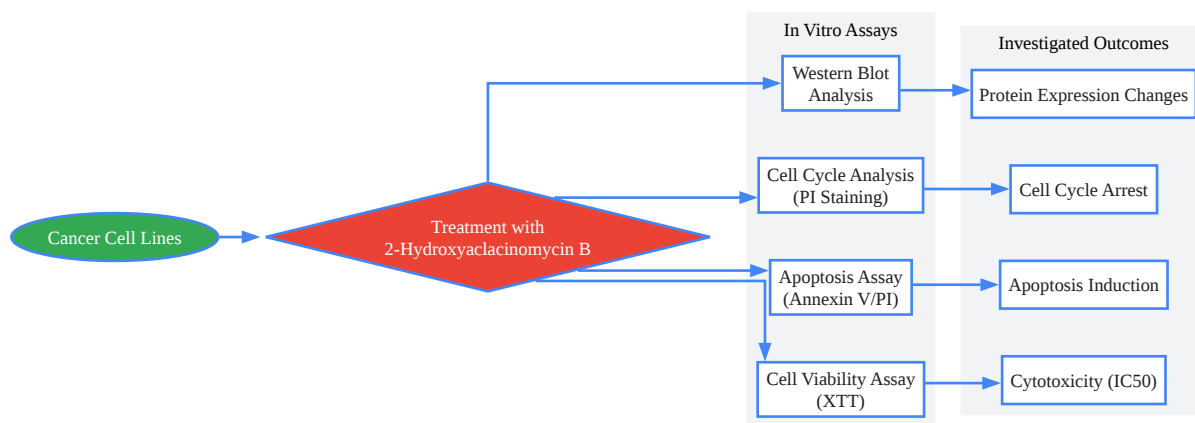 In Vitro Assays
Investigated Outcomes
Western Blot
Analysis
Protein Expression Changes
Cell Cycle Analysis
(PI Staining)
Cell Cycle Arrest
Cancer Cell Lines
Treatment with
2-Hydroxyaclacinomycin B
Apoptosis Assay
(Annexin V/PI)
Apoptosis Induction
Cell Viability Assay
(XTT)
Cytotoxicity (IC50)